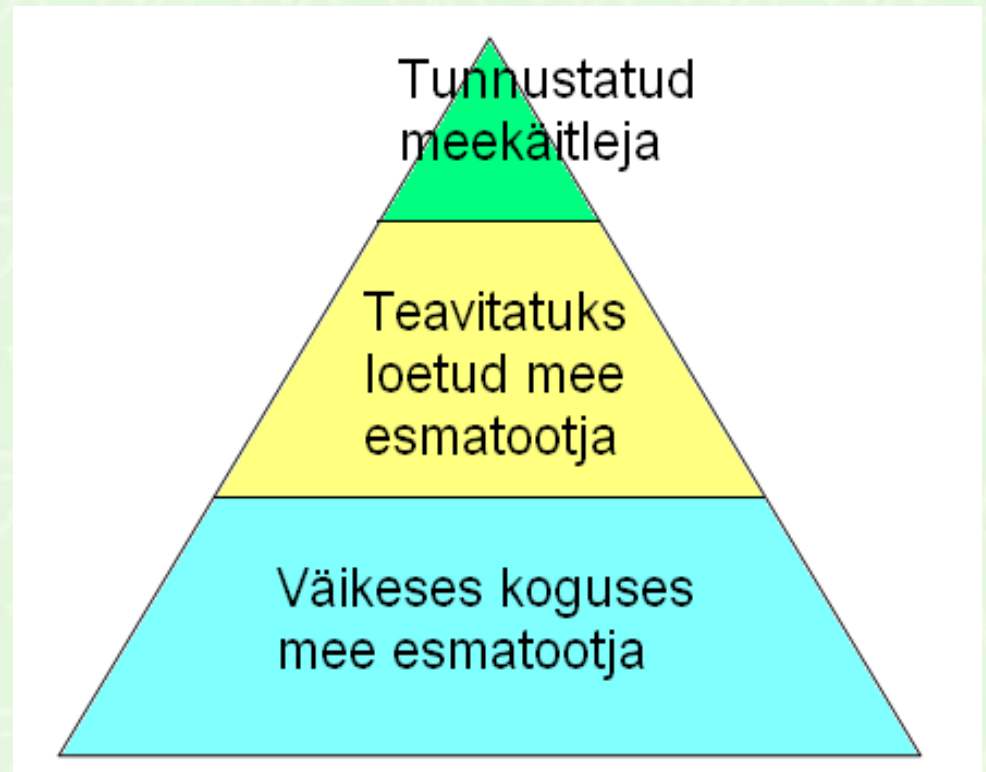 Tunnustatud
meekäitleja
Teavitatuks
loetud mee
esmatootja
Väikeses koguses
mee esmatootja